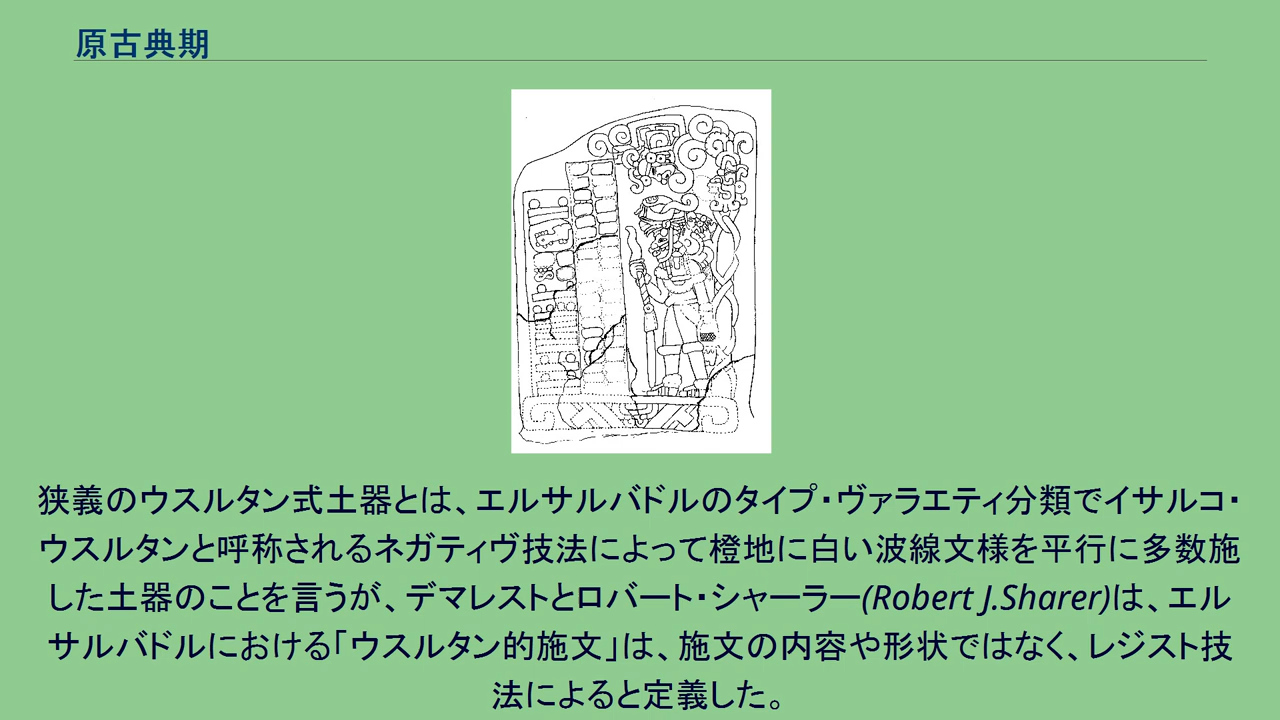 原古典期
狭義のウスルタン式土器とは、エルサルバドルのタイプ・ヴァラエティ分類でイサルコ・
ウスルタンと呼称されるネガティヴ技法によって橙地に白い波線文様を平行に多数施
した土器のことを言うが、デマレストとロバート・シャーラー(Robert J.Sharer)は、エル
サルバドルにおける「ウスルタン的施文」は、施文の内容や形状ではなく、レジスト技
法によると定義した。